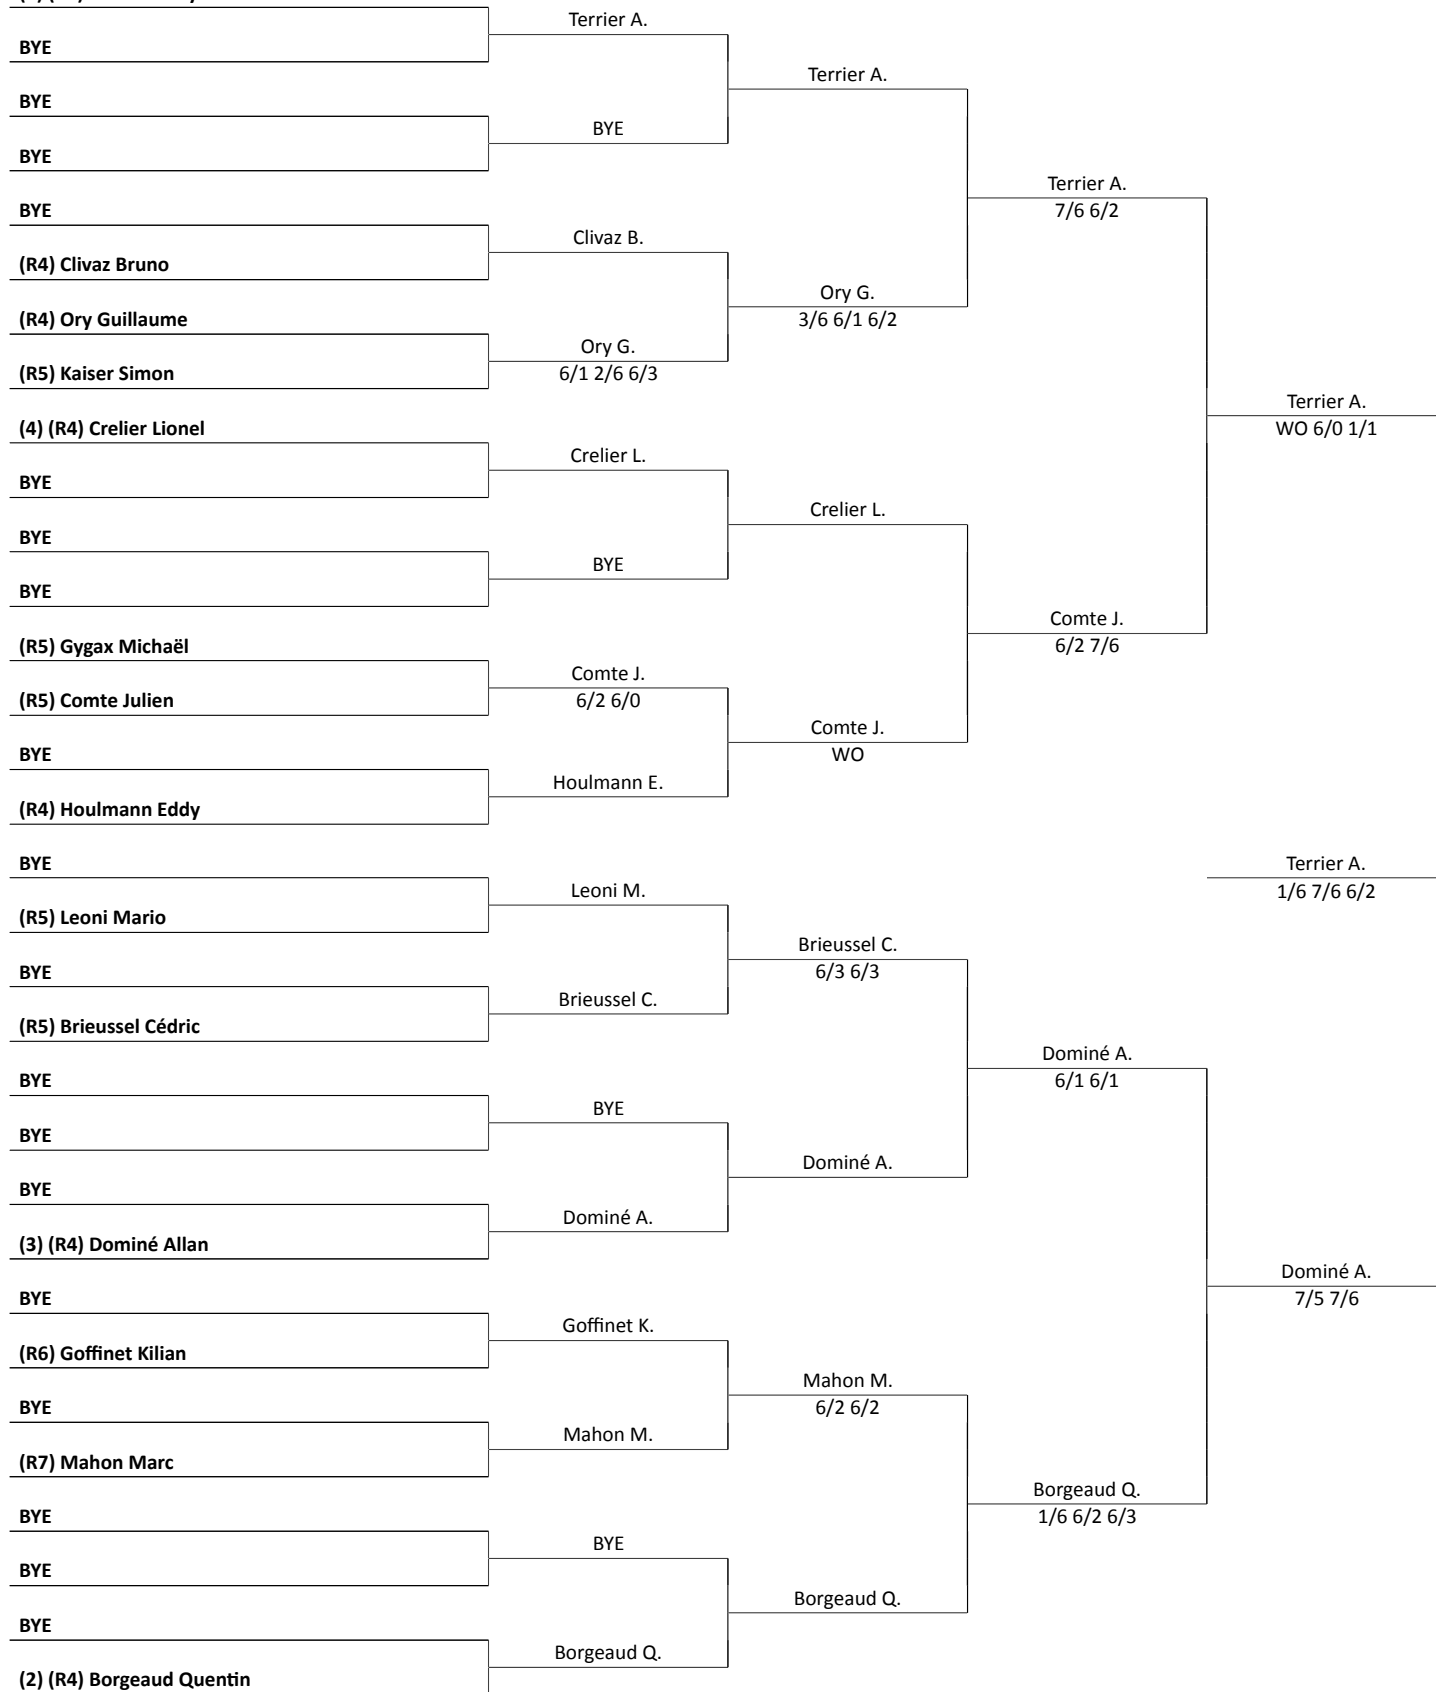 BYE
BYE
BYE
BYE
(R4) Clivaz Bruno
(R4) Ory Guillaume
(R5) Kaiser Simon
(4) (R4) Crelier Lionel
BYE
BYE
BYE
(R5) Gygax Michaël
(R5) Comte Julien
BYE
(R4) Houlmann Eddy
BYE
(R5) Leoni Mario
BYE
(R5) Brieussel Cédric
BYE
BYE
BYE
(3) (R4) Dominé Allan
BYE
(R6) Goffinet Kilian
BYE
(R7) Mahon Marc
BYE
BYE
BYE
(2) (R4) Borgeaud Quentin
Terrier A.
BYE
Clivaz B.
Ory G.
6/1 2/6 6/3
Crelier L.
BYE
Comte J.
6/2 6/0
Houlmann E.
Leoni M.
Brieussel C.
BYE
Dominé A.
Goffinet K.
Mahon M.
BYE
Borgeaud Q.
Terrier A.
Ory G.
3/6 6/1 6/2
Crelier L.
Comte J.
WO
Brieussel C.
6/3 6/3
Dominé A.
Mahon M.
6/2 6/2
Borgeaud Q.
Terrier A.
7/6 6/2
Comte J.
6/2 7/6
Dominé A.
6/1 6/1
Borgeaud Q.
1/6 6/2 6/3
Terrier A.
WO 6/0 1/1
Terrier A.
1/6 7/6 6/2
Dominé A.
7/5 7/6